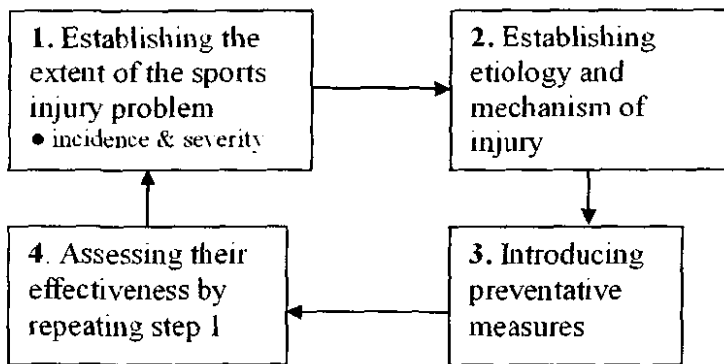 1. Establishing the
extent of the sports
injury problem
• incidence & severity
2. Establishing
etiology and
mechanism of
injury
3. Introducing
preventative
measures
4. Assessing their
effectiveness by
repeating step 1